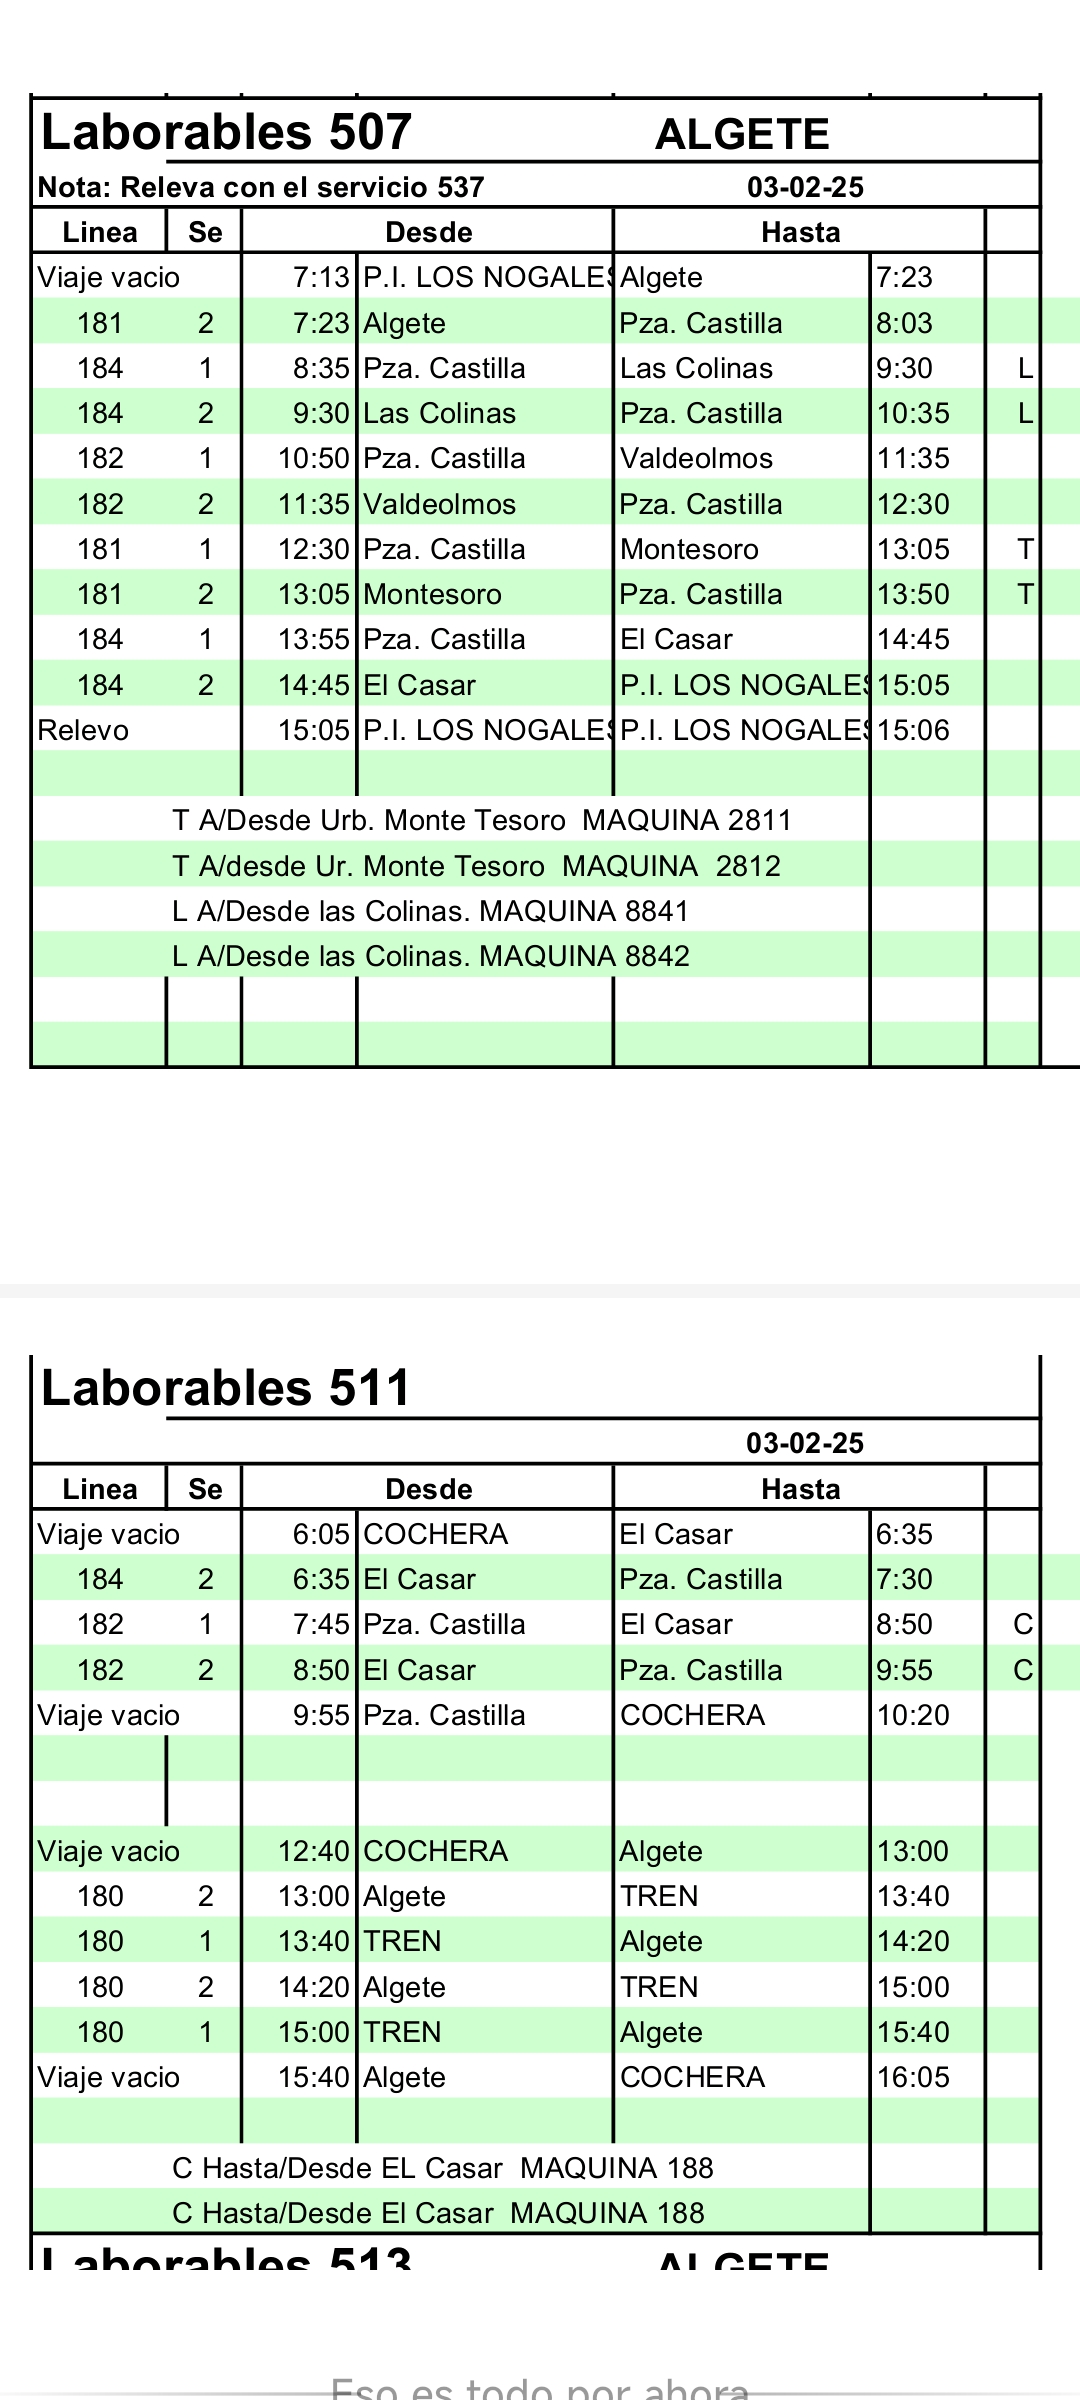 Laborables 507 ALGETE
Nota: Releva con el servicio 537 03-02-25
Linea Se Desde Hasta
Viaje vacio 7:13 P.I. LOS NOGALES Algete 7:23
181 2 7:23 Algete Pza. Castilla 8:03
184 1 8:35 Pza. Castilla Las Colinas 9:30 L
184 2 9:30 Las Colinas Pza. Castilla 10:35 L
182 1 10:50 Pza. Castilla Valdeolmos 11:35
182 2 11:35 Valdeolmos Pza. Castilla 12:30
181 1 12:30 Pza. Castilla Montesoro 13:05 T
181 2 13:05 Montesoro Pza. Castilla 13:50 T
184 1 13:55 Pza. Castilla El Casar 14:45
184 2 14:45 El Casar P.I. LOS NOGALES 15:05
Relevo 15:05 P.I. LOS NOGALES P.I. LOS NOGALES 15:06
T A/Desde Urb. Monte Tesoro MAQUINA 2811
T A/desde Ur. Monte Tesoro MAQUINA 2812
L A/Desde las Colinas. MAQUINA 8841
L A/Desde las Colinas. MAQUINA 8842
Laborables 511
03-02-25
Linea Se Desde Hasta
Viaje vacio 6:05 COCHERA El Casar 6:35
184 2 6:35 El Casar Pza. Castilla 7:30
182 1 7:45 Pza. Castilla El Casar 8:50 C
182 2 8:50 El Casar Pza. Castilla 9:55 C
Viaje vacio 9:55 Pza. Castilla COCHERA 10:20
Viaje vacio 12:40 COCHERA Algete 13:00
180 2 13:00 Algete TREN 13:40
180 1 13:40 TREN Algete 14:20
180 2 14:20 Algete TREN 15:00
180 1 15:00 TREN Algete 15:40
Viaje vacio 15:40 Algete COCHERA 16:05
C Hasta/Desde EL Casar MAQUINA 188
C Hasta/Desde El Casar MAQUINA 188
Laborables 513 ALGETE
Eso es todo por ahora